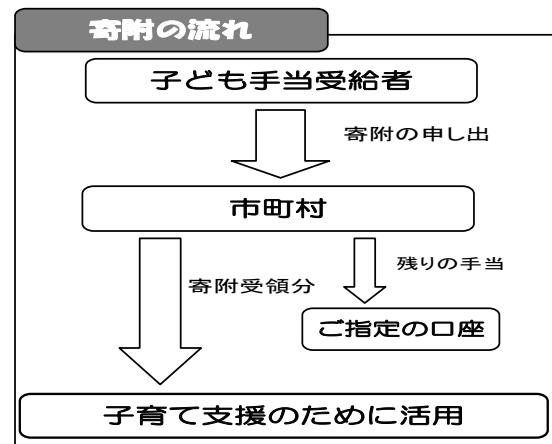 寄附の流れ
子ども手当受給者
寄附の申し出
市町村
残りの手当
寄附受領分
ご指定の口座
子育て支援のために活用